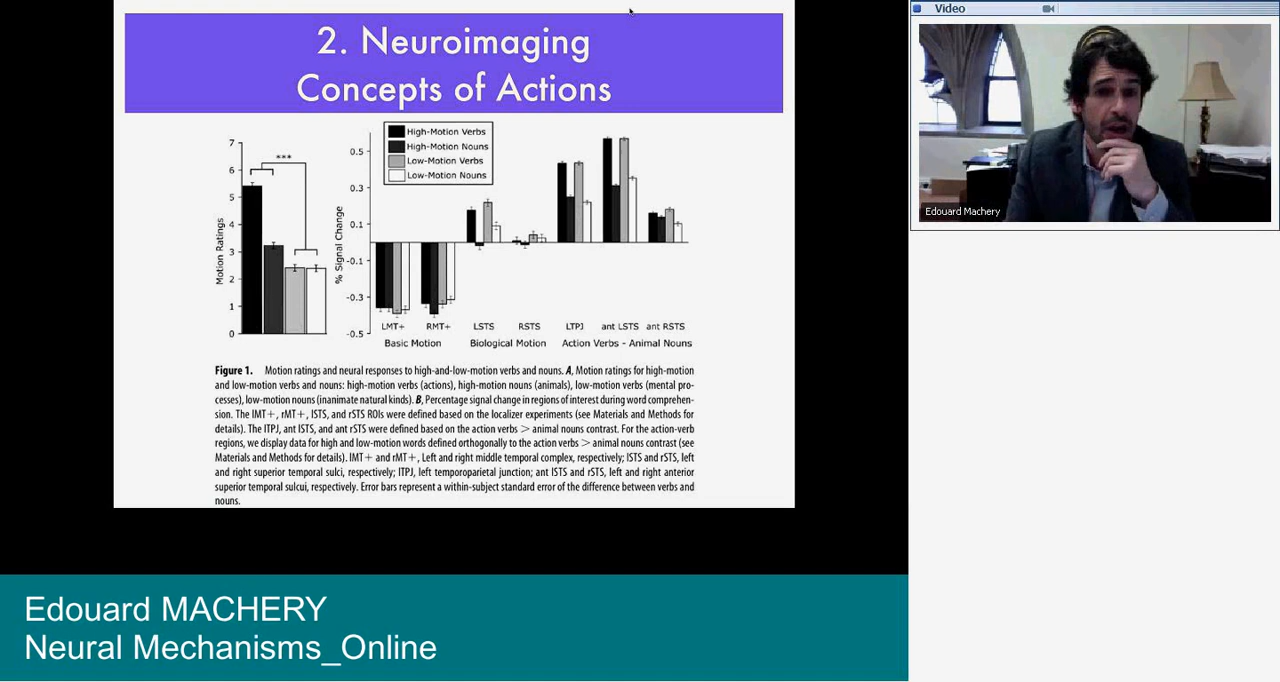 2. Neuroimaging
Concepts of Actions
High-Motion Verbs
High-Motion Nouns
Low-Motion Verbs
Low-Motion Nouns
***
Motion Ratings
7
6
5
4
3
2
1
0
% Signal Change
0.5
0.3
0.1
-0.1
-0.3
-0.5
LMT+ RMT+ LSTS RSTS LTPJ ant LSTS ant RSTS
Basic Motion Biological Motion Action Verbs - Animal Nouns
Figure 1. Motion ratings and neural responses to high-and-low-motion verbs and nouns. A, Motion ratings for high-motion
and low-motion verbs and nouns: high-motion verbs (actions), high-motion nouns (animals), low-motion verbs (mental pro-
cesses), low-motion nouns (inanimate natural kinds). B, Percentage signal change in regions of interest during word comprehen-
sion. The lMT+, rMT+, lSTS, and rSTS ROIs were defined based on the localizer experiments (see Materials and Methods for
details). The lTPJ, ant lSTS, and ant rSTS were defined based on the action verbs > animal nouns contrast. For the action-verb
regions, we display data for high and low-motion words defined orthogonally to the action verbs > animal nouns contrast (see
Materials and Methods for details). lMT+ and rMT+, Left and right middle temporal complex, respectively; lSTS and rSTS, left
and right superior temporal sulci, respectively; lTPJ, left temporoparietal junction; ant lSTS and rSTS, left and right anterior
superior temporal sulcui, respectively. Error bars represent a within-subject standard error of the difference between verbs and
nouns.
Video
Edouard Machery
Edouard MACHERY
Neural Mechanisms_Online